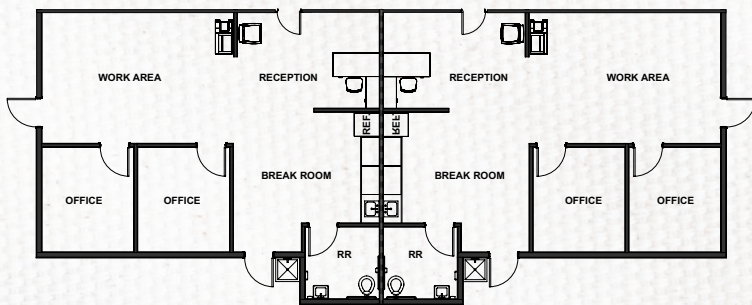 WORK AREA RECEPTION RECEPTION WORK AREA
REF. REF.
BREAK ROOM BREAK ROOM
OFFICE OFFICE OFFICE OFFICE
RR RR